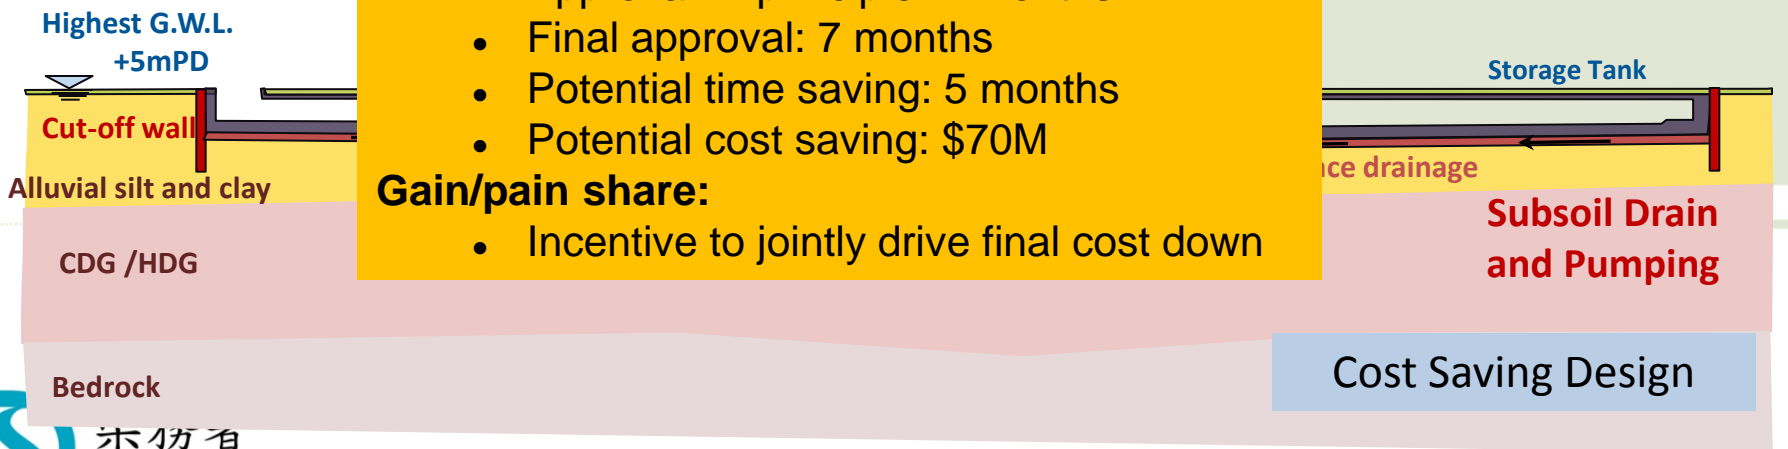 Highest G.W.L.
+5mPD
Cut-off wall
Alluvial silt and clay
CDG /HDG
Bedrock
• Final approval: 7 months
• Potential time saving: 5 months
• Potential cost saving: $70M
Gain/pain share:
• Incentive to jointly drive final cost down
Storage Tank
drainage
Subsoil Drain
and Pumping
Cost Saving Design
務